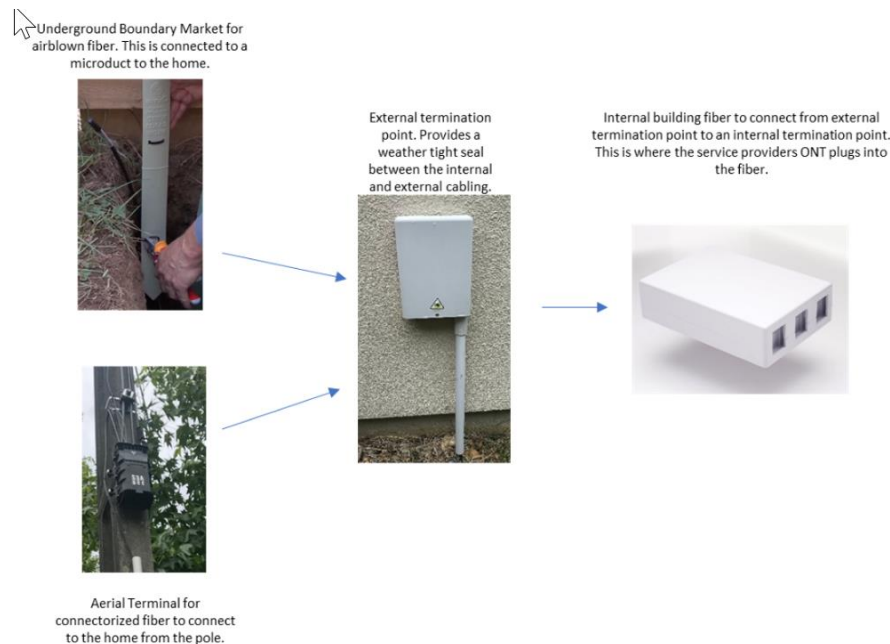 Underground Boundary Market for
airblown fiber. This is connected to a
microduct to the home.
External termination
point. Provides a
weather tight seal
between the internal
and external cabling.
Internal building fiber to connect from external
termination point to an internal termination point.
This is where the service providers ONT plugs into
the fiber.
Aerial Terminal for
connectorized fiber to connect
to the home from the pole.